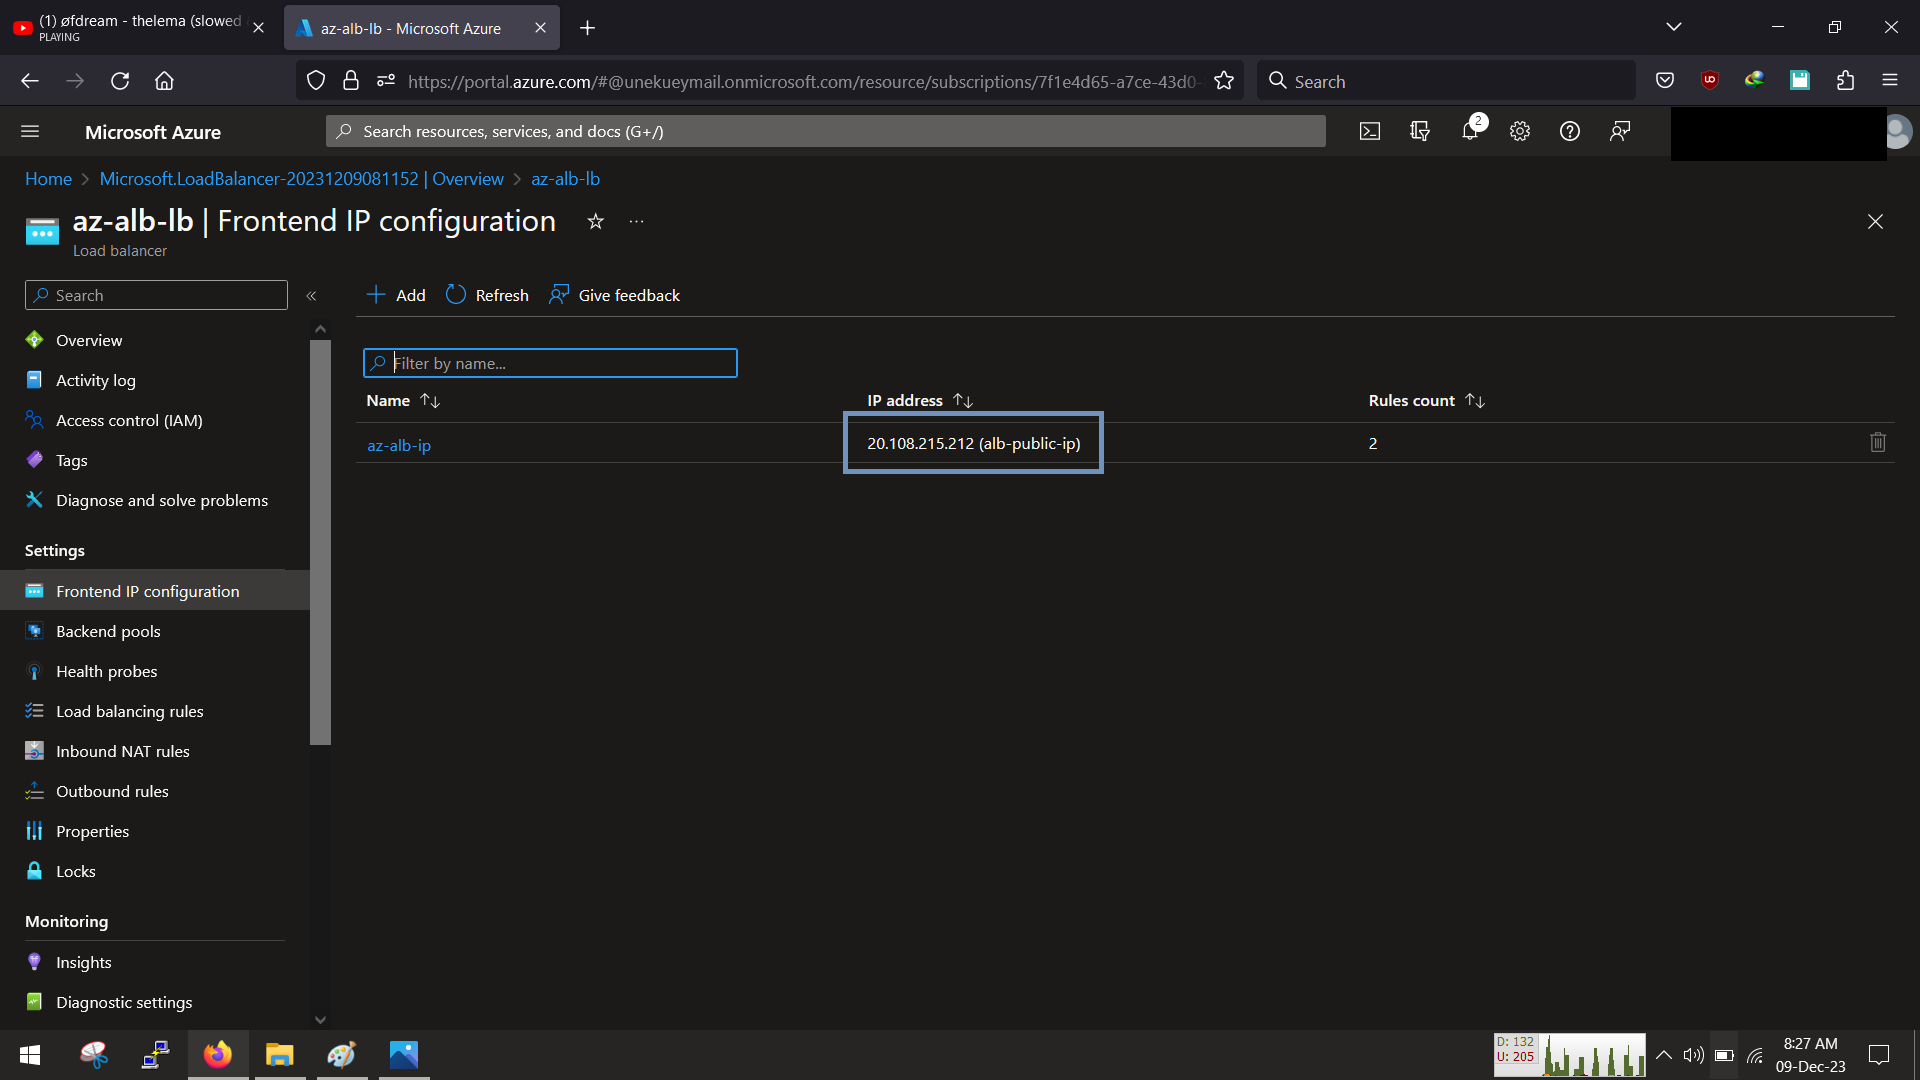 (1) øfdream - thelema (slowed
PLAYING
az-alb-lb - Microsoft Azure
https://portal.azure.com/#@unekueymail.onmicrosoft.com/resource/subscriptions/7f1e4d65-a7ce-43d0-
Search
Microsoft Azure
Search resources, services, and docs (G+/)
2
Home > Microsoft.LoadBalancer-20231209081152 | Overview > az-alb-lb
az-alb-lb | Frontend IP configuration
Load balancer
Search
Add
Refresh
Give feedback
Overview
Activity log
Access control (IAM)
Tags
Diagnose and solve problems
Settings
Frontend IP configuration
Backend pools
Health probes
Load balancing rules
Inbound NAT rules
Outbound rules
Properties
Locks
Monitoring
Insights
Diagnostic settings
Filter by name...
Name
IP address
Rules count
az-alb-ip
20.108.215.212 (alb-public-ip)
2
D: 132
U: 205
8:27 AM
09-Dec-23